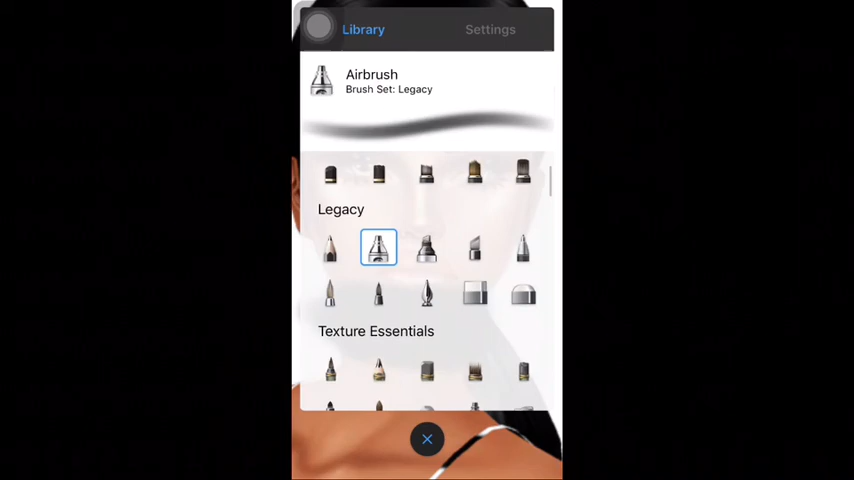 Library
Settings
Airbrush
Brush Set: Legacy
Legacy
Texture Essentials